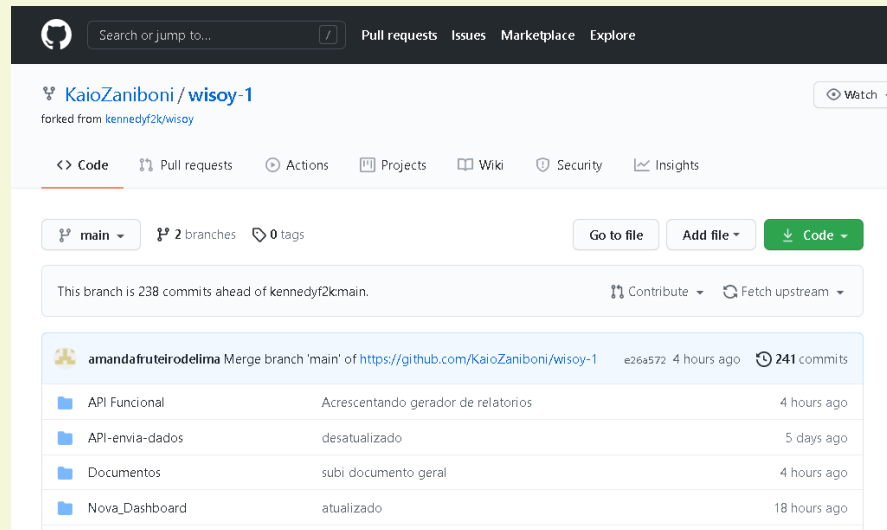 Search or jump to... / Pull requests Issues Marketplace Explore
KaioZaniboni / wisoy-1 Watch
forked from kennedyf2k/wisoy
<> Code Pull requests Actions Projects Wiki Security Insights
main 2 branches 0 tags Go to file Add file Code
This branch is 238 commits ahead of kennedyf2k:main. Contribute Fetch upstream
amandafruteirodelima Merge branch 'main' of https://github.com/KaioZaniboni/wisoy-1 e26a572 4 hours ago 241 commits
API Funcional Acrescentando gerador de relatorios 4 hours ago
API-envia-dados desatualizado 5 days ago
Documentos subi documento geral 4 hours ago
Nova_Dashboard atualizado 18 hours ago